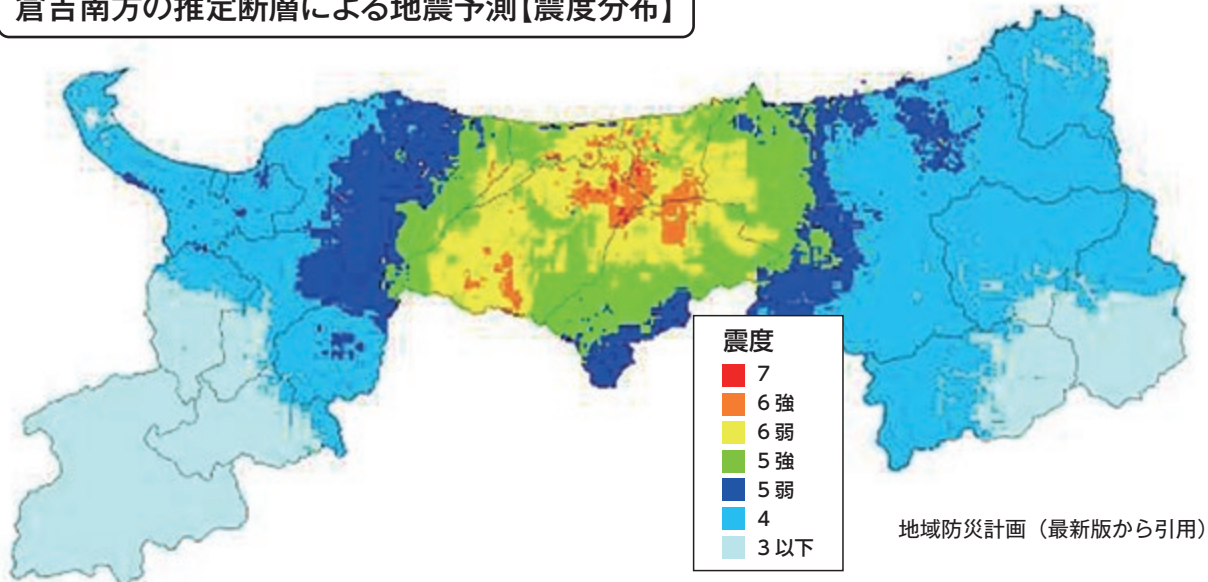 倉吉南方の推定断層による地震予測【震度分布】
震度
7
6 強
6 弱
5 強
5 弱
4
3 以下
地域防災計画（最新版から引用）